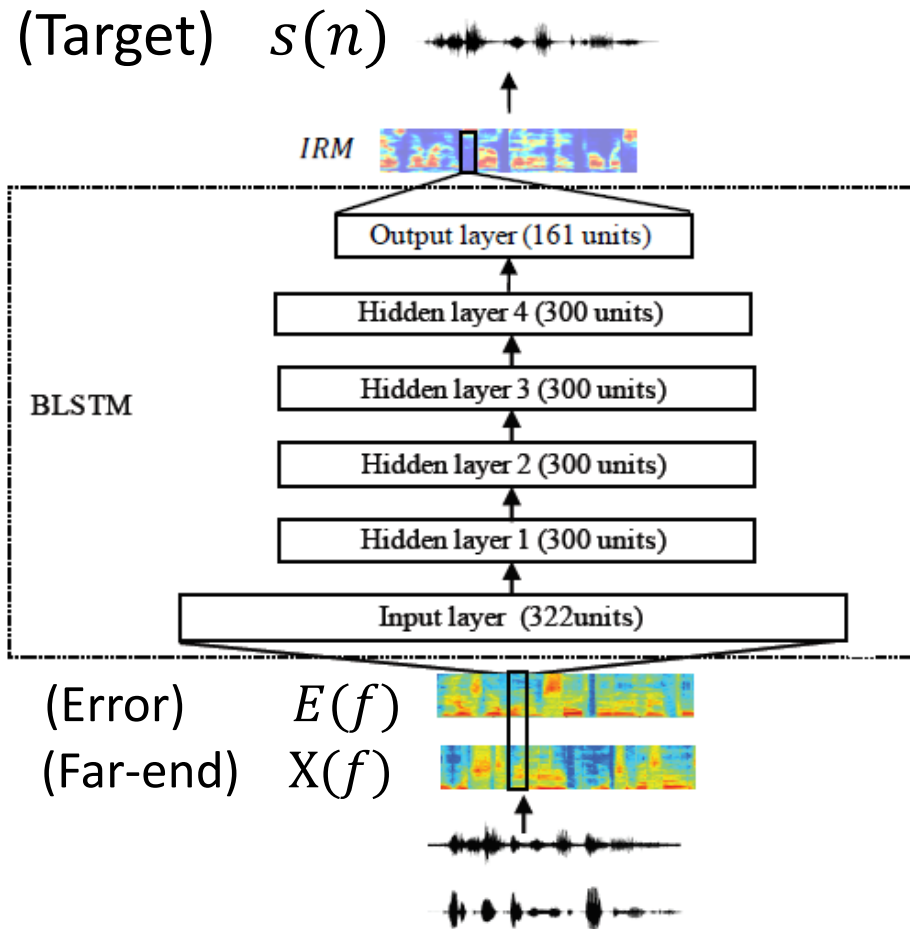 (Target) s(n)
IRM
Output layer (161 units)
Hidden layer 4 (300 units)
Hidden layer 3 (300 units)
BLSTM
Hidden layer 2 (300 units)
Hidden layer 1 (300 units)
Input layer (322units)
(Error) E(f)
(Far-end) X(f)